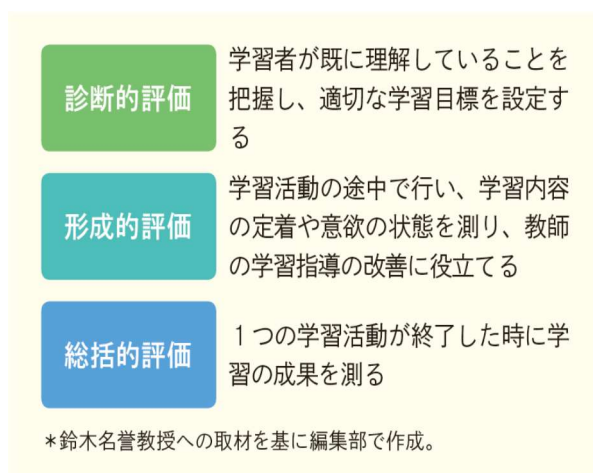 診断的評価
学習者が既に理解していることを
把握し、適切な学習目標を設定す
る
形成的評価
学習活動の途中で行い、学習内容
の定着や意欲の状態を測り、教師
の学習指導の改善に役立てる
総括的評価
１つの学習活動が終了した時に学
習の成果を測る
*鈴木名誉教授への取材を基に編集部で作成。